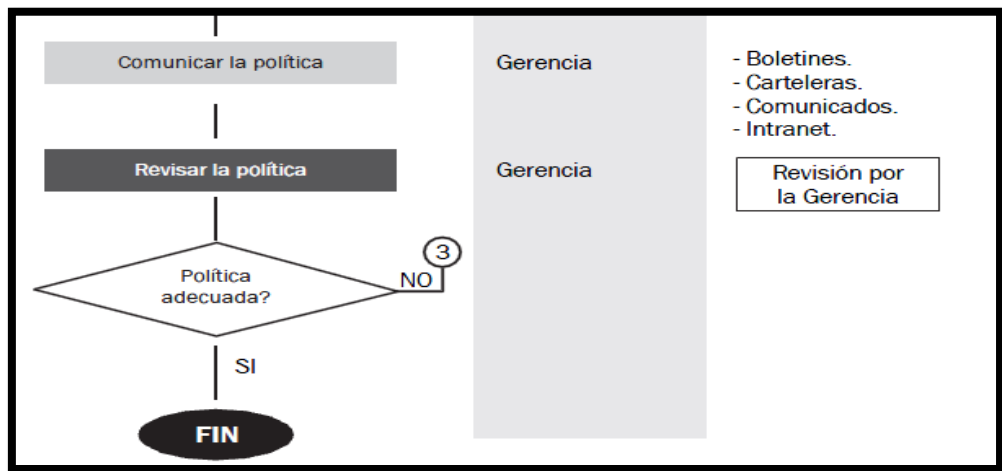 Comunicar la política
Gerencia
- Boletines.
- Carteleras.
- Comunicados.
- Intranet.
Revisar la política
Gerencia
Revisión por
la Gerencia
Política
adecuada?
NO
3
SI
FIN